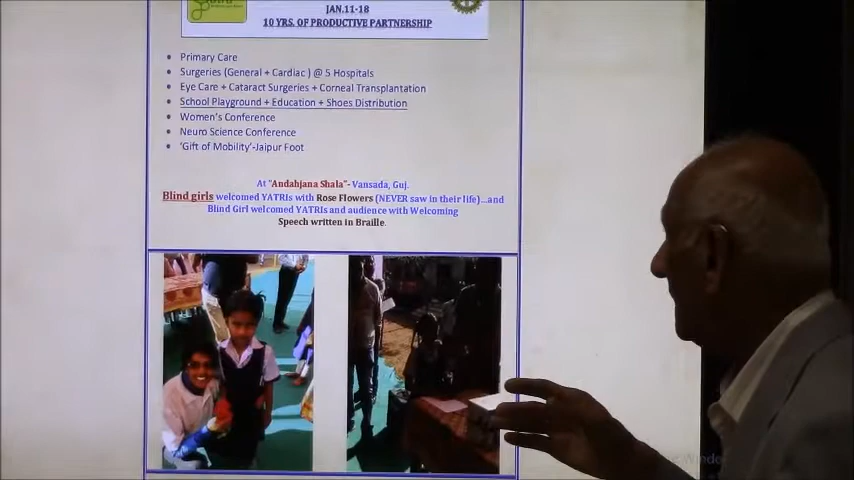 JAN.11-18
10 YRS. OF PRODUCTIVE PARTNERSHIP
• Primary Care
• Surgeries (General + Cardiac ) @ 5 Hospitals
• Eye Care + Cataract Surgeries + Corneal Transplantation
• School Playground + Education + Shoes Distribution
• Women's Conference
• Neuro Science Conference
• 'Gift of Mobility'-Jaipur Foot
At "Andahjana Shala"- Vansada, Guj.
Blind girls welcomed YATRIs with Rose Flowers (NEVER saw in their life)...and
Blind Girl welcomed YATRIs and audience with Welcoming
Speech written in Braille.